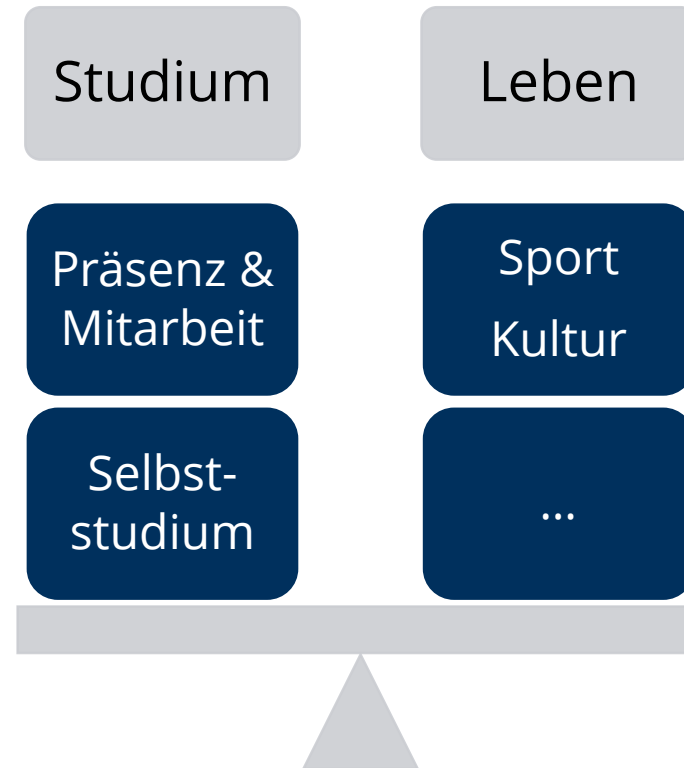 Studium
Leben
Präsenz &
Mitarbeit
Sport
Kultur
Selbst-
studium
...